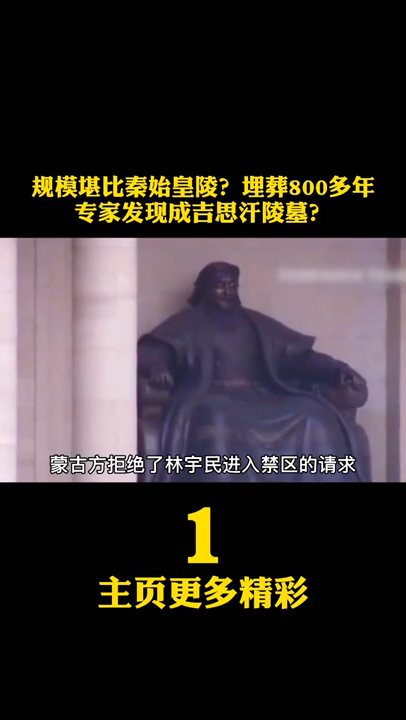 规模堪比秦始皇陵？埋葬800多年
专家发现成吉思汗陵墓？
蒙古方拒绝了林宇民进入禁区的请求
1
主页更多精彩